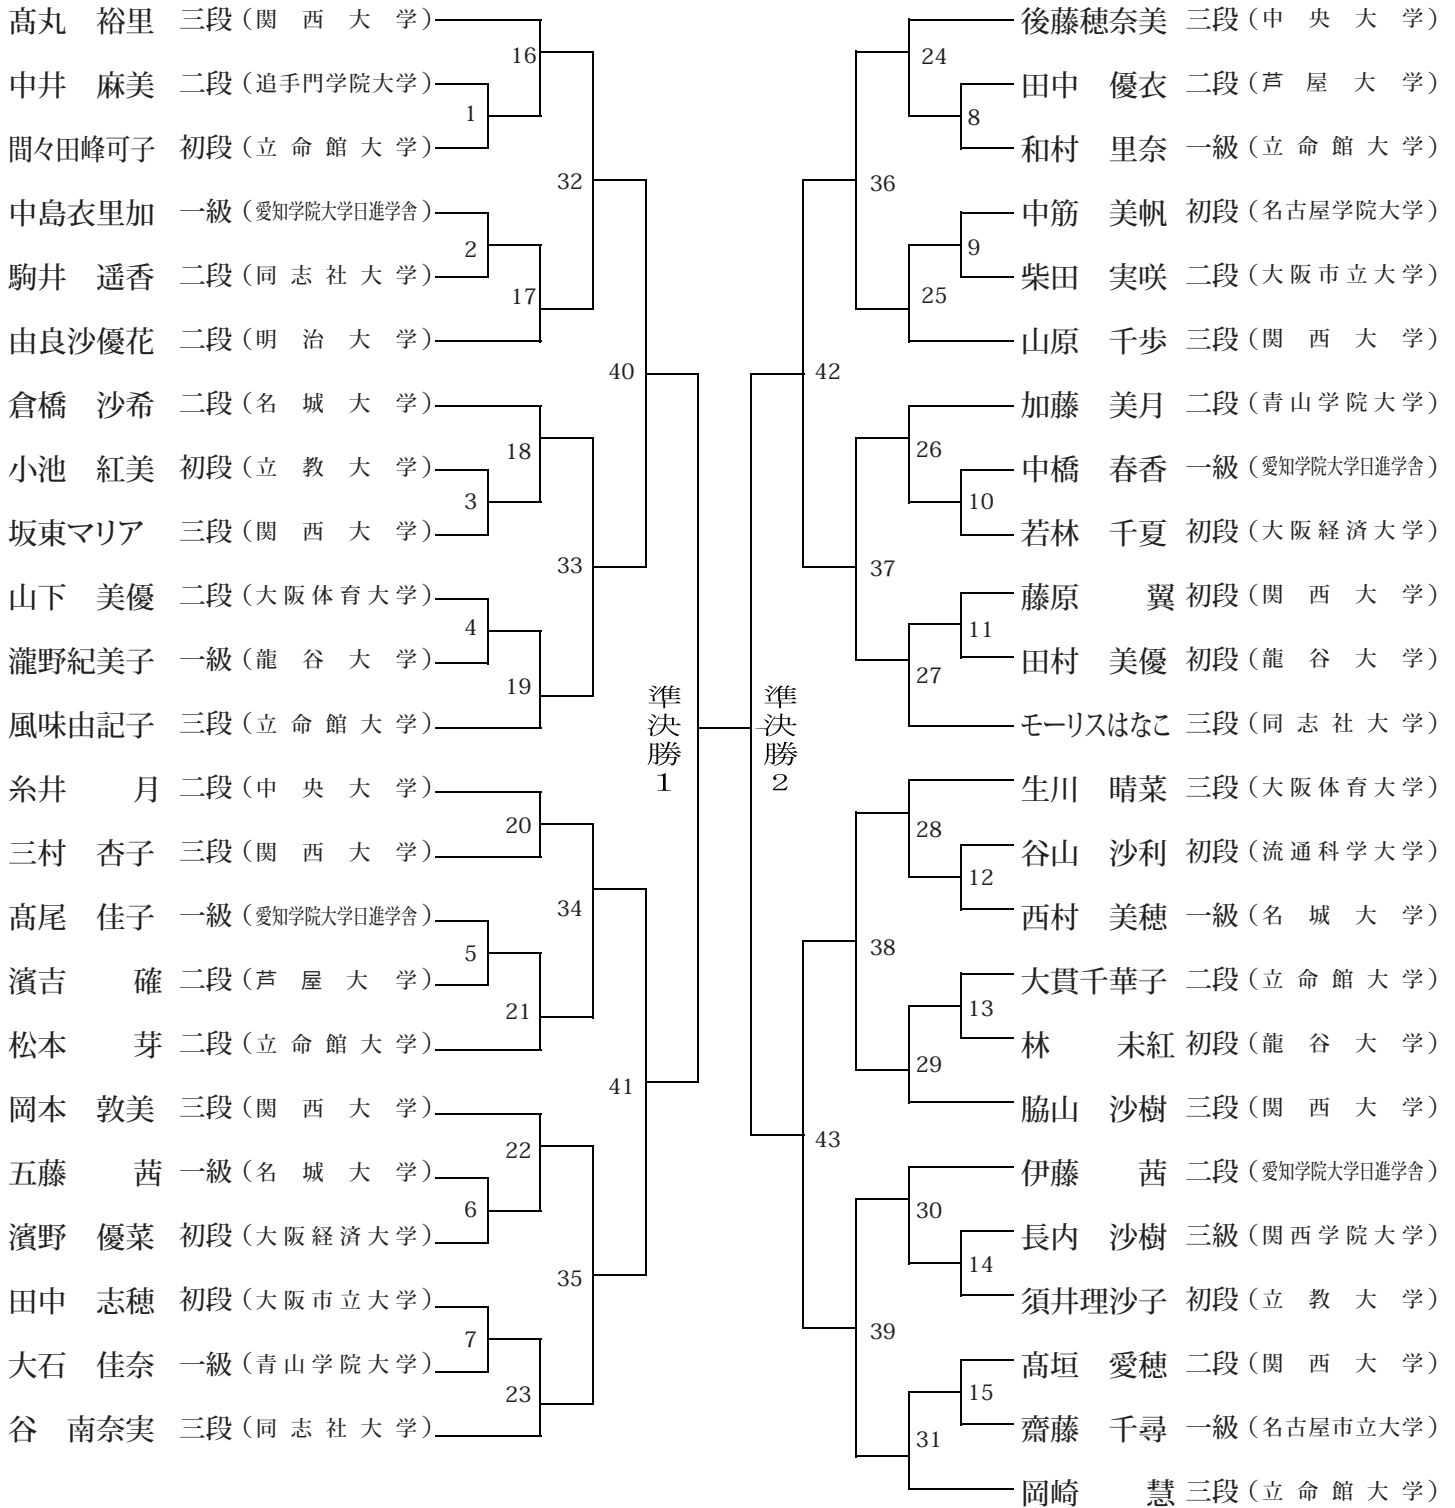 髙丸　裕里　三段（関西大学）
中井　麻美　二段（追手門学院大学）
間々田峰可子　初段（立命館大学）
中島衣里加　一級（愛知学院大学日進学舎）
駒井　遥香　二段（同志社大学）
由良沙優花　二段（明治大学）
倉橋　沙希　二段（名城大学）
小池　紅美　初段（立教大学）
坂東マリア　三段（関西大学）
山下　美優　二段（大阪体育大学）
瀧野紀美子　一級（龍谷大学）
風味由記子　三段（立命館大学）
糸井　月　二段（中央大学）
三村　杏子　三段（関西大学）
髙尾　佳子　一級（愛知学院大学日進学舎）
濱吉　確　二段（芦屋大学）
松本　芽　二段（立命館大学）
岡本　敦美　三段（関西大学）
五藤　茜　一級（名城大学）
濱野　優菜　初段（大阪経済大学）
田中　志穂　初段（大阪市立大学）
大石　佳奈　一級（青山学院大学）
谷　南奈実　三段（同志社大学）
1
2
3
4
5
6
7
16
17
18
19
20
21
22
23
32
33
34
35
40
41
準決勝1
準決勝2
42
43
36
37
38
39
24
25
26
27
28
29
30
31
8
9
10
11
12
13
14
15
後藤穂奈美　三段（中央大学）
田中　優衣　二段（芦屋大学）
和村　里奈　一級（立命館大学）
中筋　美帆　初段（名古屋学院大学）
柴田　実咲　二段（大阪市立大学）
山原　千歩　三段（関西大学）
加藤　美月　二段（青山学院大学）
中橋　春香　一級（愛知学院大学日進学舎）
若林　千夏　初段（大阪経済大学）
藤原　翼　初段（関西大学）
田村　美優　初段（龍谷大学）
モーリスはなこ　三段（同志社大学）
生川　晴菜　三段（大阪体育大学）
谷山　沙利　初段（流通科学大学）
西村　美穂　一級（名城大学）
大貫千華子　二段（立命館大学）
林　未紅　初段（龍谷大学）
脇山　沙樹　三段（関西大学）
伊藤　茜　二段（愛知学院大学日進学舎）
長内　沙樹　三級（関西学院大学）
須井理沙子　初段（立教大学）
髙垣　愛穂　二段（関西大学）
齋藤　千尋　一級（名古屋市立大学）
岡崎　慧　三段（立命館大学）